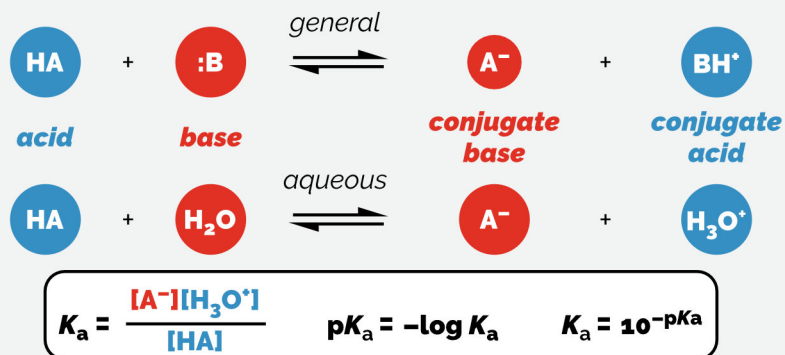 general
HA + :B ⇌ A⁻ + BH⁺
acid base conjugate base conjugate acid
aqueous
HA + H₂O ⇌ A⁻ + H₃O⁺
Kₐ = [A⁻][H₃O⁺] / [HA] pKₐ = –log Kₐ Kₐ = 10^–pKa